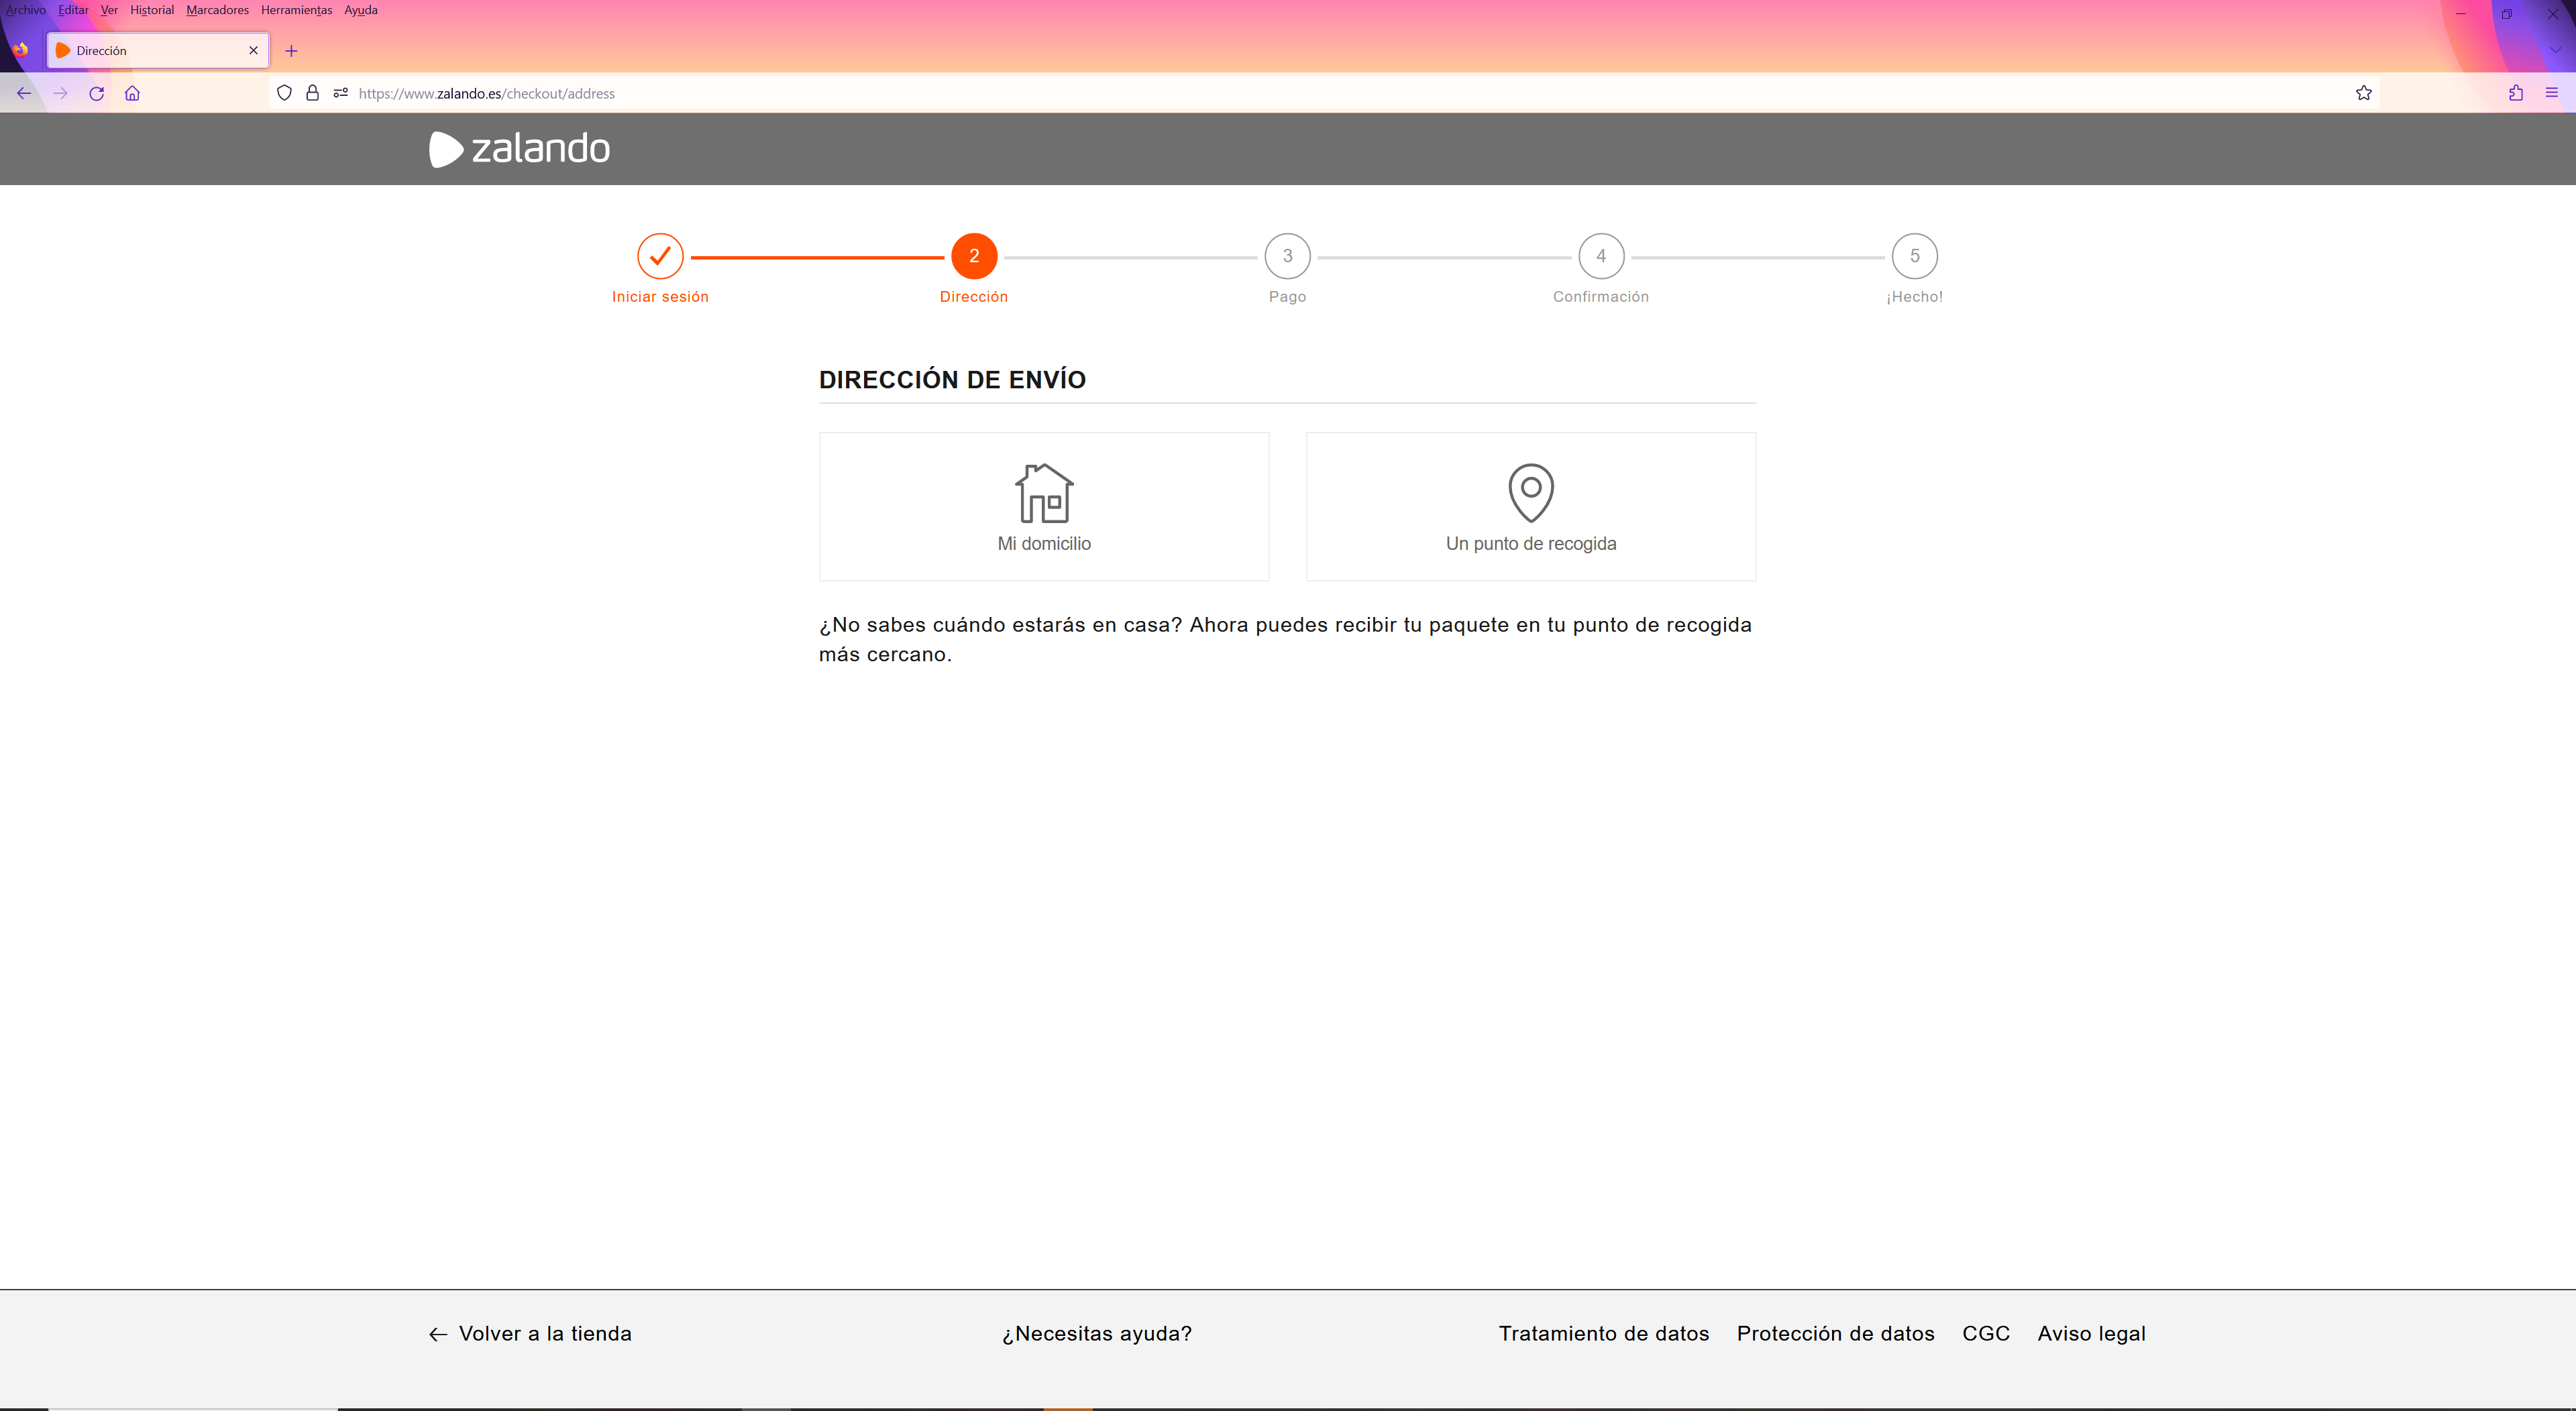 Archivo Editar Ver Historial Marcadores Herramientas Ayuda
Dirección
https://www.zalando.es/checkout/address
zalando
2 3 4 5
Iniciar sesión Dirección Pago Confirmación ¡Hecho!
DIRECCIÓN DE ENVÍO
Mi domicilio Un punto de recogida
¿No sabes cuándo estarás en casa? Ahora puedes recibir tu paquete en tu punto de recogida
más cercano.
Volver a la tienda ¿Necesitas ayuda? Tratamiento de datos Protección de datos CGC Aviso legal